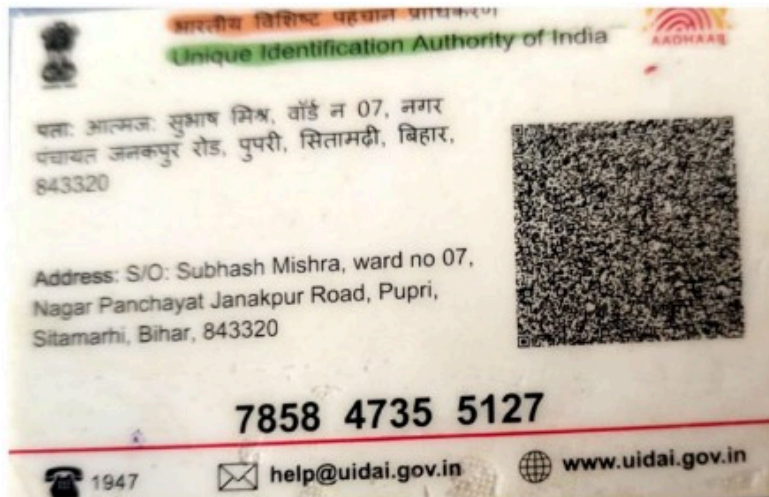 भारतीय विशिष्ट पहचान प्राधिकरण
Unique Identification Authority of India
AADHAAR
पता: आत्मज: सुभाष मिश्र, वॉर्ड न 07, नगर
पंचायत जनकपुर रोड, पुपरी, सितामढ़ी, बिहार,
843320
Address: S/O: Subhash Mishra, ward no 07,
Nagar Panchayat Janakpur Road, Pupri,
Sitamarhi, Bihar, 843320
7858 4735 5127
1947 help@uidai.gov.in www.uidai.gov.in